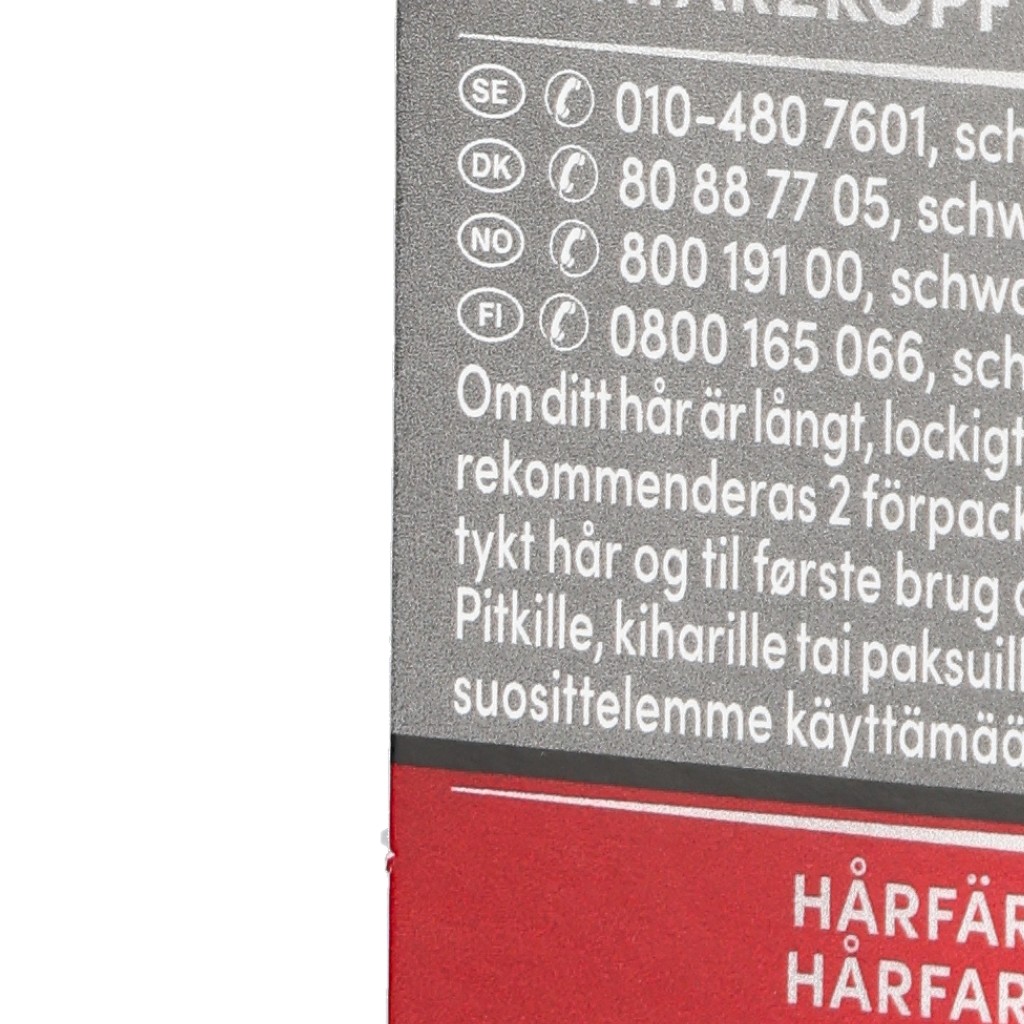 SE 010-480 7601, sch
DK 80 88 77 05, schw
NO 800 191 00, schwa
FI 0800 165 066, sch
Om ditt hår är långt, lockigt
rekommenderas 2 förpack
tykt hår og til første brug
Pitkille, kiharille tai paksuill
suosittelemme käyttämää
HÅRFÄR
HÅRFAR